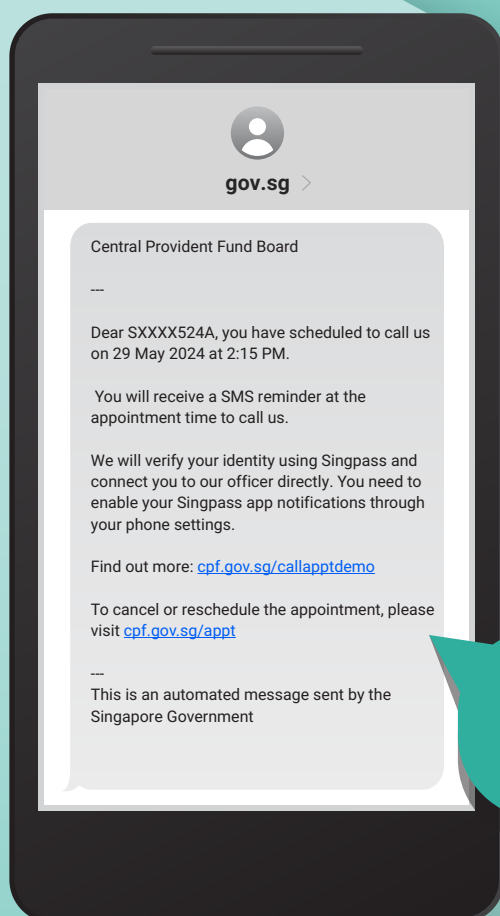 gov.sg
Central Provident Fund Board
---
Dear SXXXX524A, you have scheduled to call us
on 29 May 2024 at 2:15 PM.
You will receive a SMS reminder at the
appointment time to call us.
We will verify your identity using Singpass and
connect you to our officer directly. You need to
enable your Singpass app notifications through
your phone settings.
Find out more: cpf.gov.sg/callapptdemo
To cancel or reschedule the appointment, please
visit cpf.gov.sg/appt
---
This is an automated message sent by the
Singapore Government